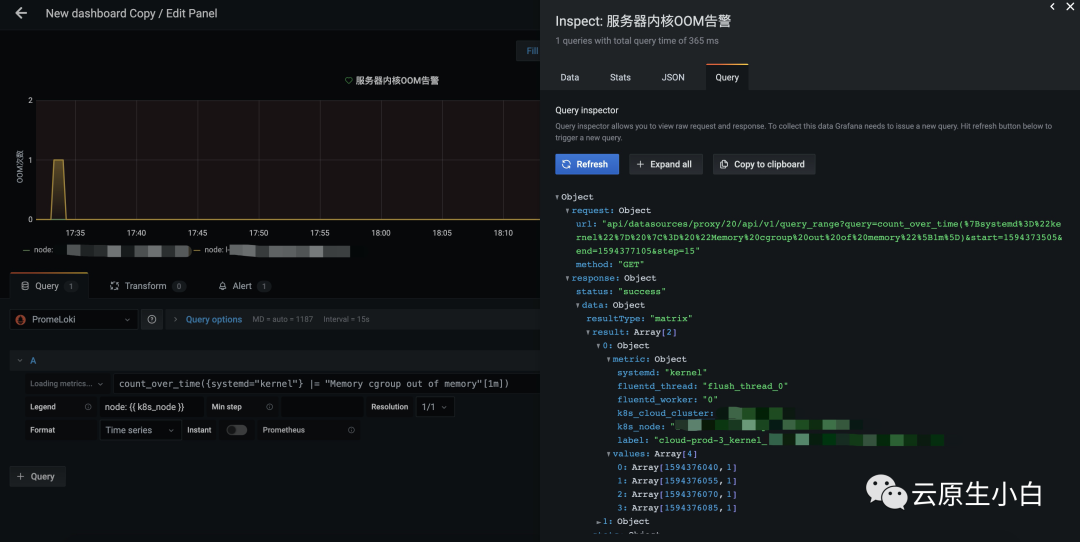 New dashboard Copy / Edit Panel
Fill
服务器内核OOM告警
2
1
0
OOM次数
17:35 17:40 17:45 17:50 17:55 18:00 18:05 18:10
node: node: l-
Query 1 Transform 0 Alert 1
PromeLoki Query options MD = auto = 1187 Interval = 15s
A
Loading metrics... count_over_time({systemd="kernel"} |= "Memory cgroup out of memory"[1m])
Legend node: {{ k8s_node }} Min step Resolution 1/1
Format Time series Instant Prometheus
+ Query
Inspect: 服务器内核OOM告警
1 queries with total query time of 365 ms
Data Stats JSON Query
Query inspector
Query inspector allows you to view raw request and response. To collect this data Grafana needs to issue a new query. Hit refresh button below to
trigger a new query.
Refresh + Expand all Copy to clipboard
Object
request: Object
url: "api/datasources/proxy/20/api/v1/query_range?query=count_over_time(%7Bsystemd%3D%22ke
rnel%22%7D%20%7C%3D%20%22Memory%20cgroup%20out%20of%20memory%22%5B1m%5D)&start=1594373505&
end=1594377105&step=15"
method: "GET"
response: Object
status: "success"
data: Object
resultType: "matrix"
result: Array[2]
0: Object
metric: Object
systemd: "kernel"
fluentd_thread: "flush_thread_0"
fluentd_worker: "0"
k8s_cloud_cluster:
k8s_node: "
label: "cloud-prod-3_kernel_
values: Array[4]
0: Array[1594376040, 1]
1: Array[1594376055, 1]
2: Array[1594376070, 1]
3: Array[1594376085, 1]
1: Object
云原生小白